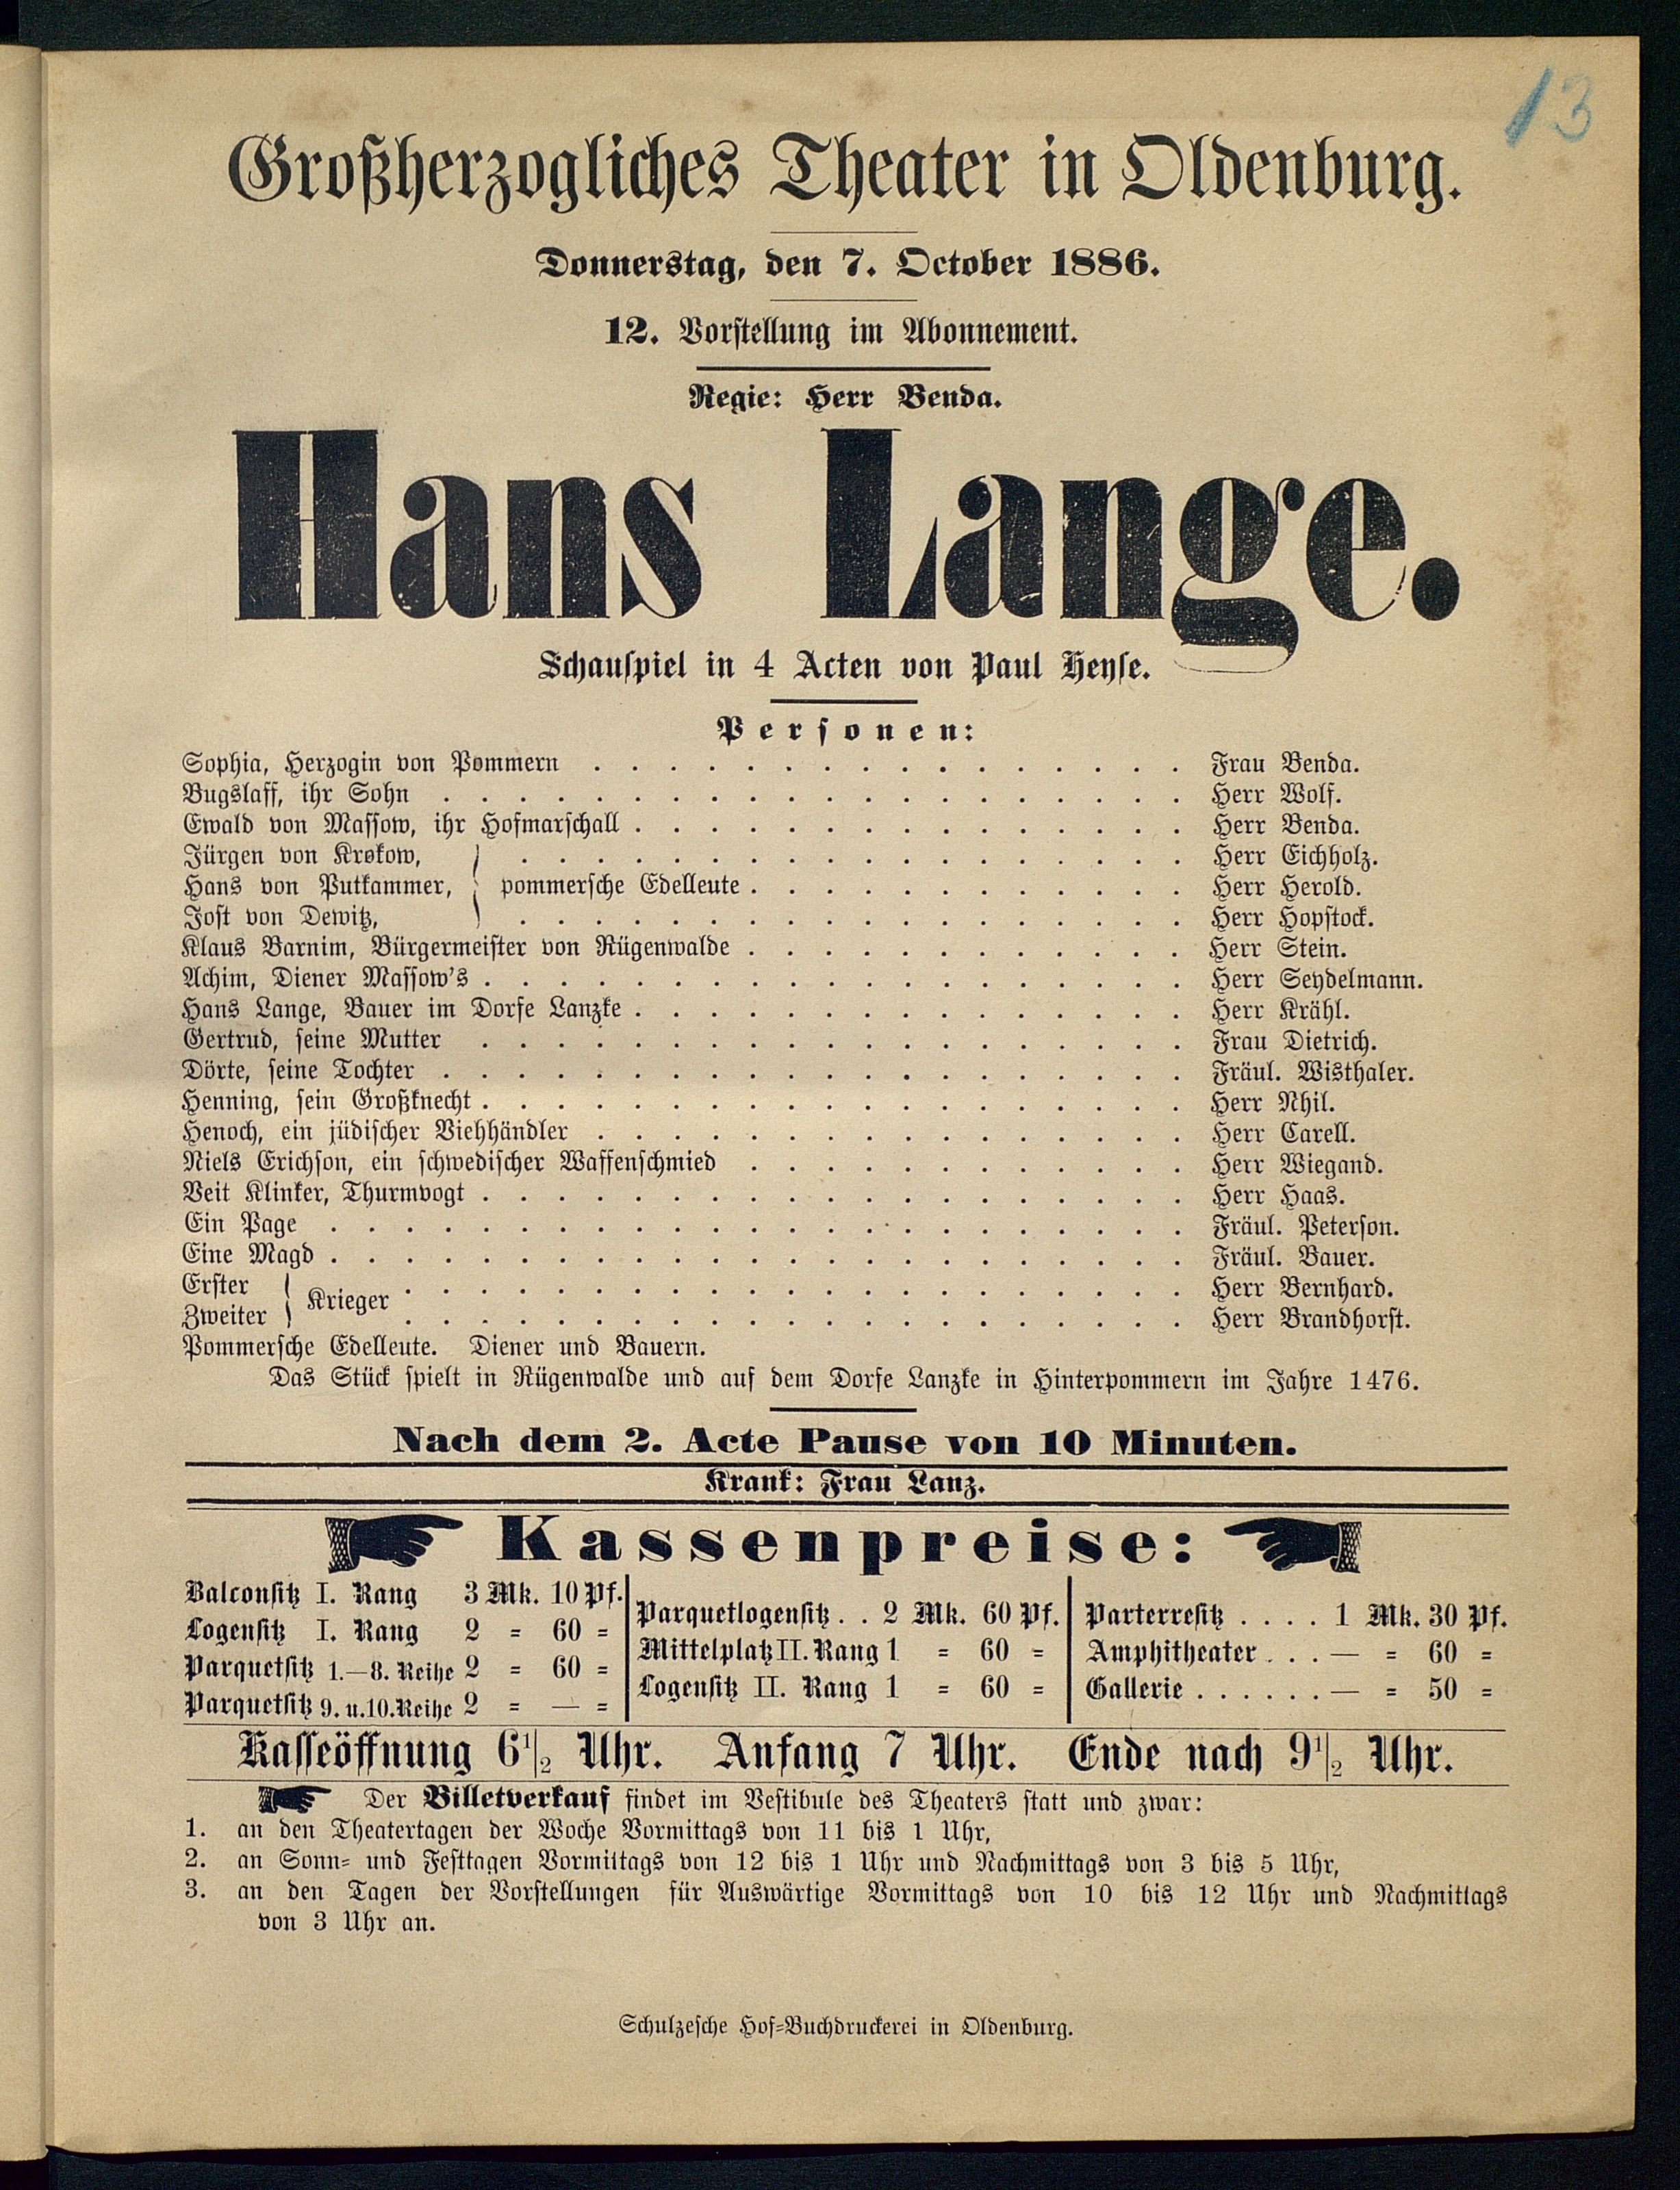 13
Großherzogliches Theater in Oldenburg.
Donnerstag, den 7. October 1886.
12. Vorstellung im Abonnement.
Regie: Herr Benda.
Hans Lange.
Schauspiel in 4 Acten von Paul Heyse.
Personen:
Sophia, Herzogin von Pommern . . . . . . . . . . . . . . . . Frau Benda.
Bugslaff, ihr Sohn . . . . . . . . . . . . . . . . . . . . Herr Wolf.
Ewald von Massow, ihr Hofmarschall . . . . . . . . . . . . . . . Herr Benda.
Jürgen von Krokow, . . . . . . . . . . . . . . . . . . Herr Eichholz.
Hans von Putkammer, } pommersche Edelleute . . . . . . . . . . . . Herr Herold.
Jost von Dewitz, . . . . . . . . . . . . . . . . . . Herr Hopstock.
Klaus Barnim, Bürgermeister von Rügenwalde . . . . . . . . . . . . Herr Stein.
Achim, Diener Massow's . . . . . . . . . . . . . . . . . . . Herr Seydelmann.
Hans Lange, Bauer im Dorfe Lanzke . . . . . . . . . . . . . . . Herr Krähl.
Gertrud, seine Mutter . . . . . . . . . . . . . . . . . . . Frau Dietrich.
Dörte, seine Tochter . . . . . . . . . . . . . . . . . . . . Fräul. Wisthaler.
Henning, sein Großknecht . . . . . . . . . . . . . . . . . . . Herr Nhil.
Henoch, ein jüdischer Viehhändler . . . . . . . . . . . . . . . . Herr Carell.
Niels Erichson, ein schwedischer Waffenschmied . . . . . . . . . . . . Herr Wiegand.
Veit Klinker, Thurmvogt . . . . . . . . . . . . . . . . . . . Herr Haas.
Ein Page . . . . . . . . . . . . . . . . . . . . . . . Fräul. Peterson.
Eine Magd . . . . . . . . . . . . . . . . . . . . . . . Fräul. Bauer.
Erster } Krieger . . . . . . . . . . . . . . . . . . . . . Herr Bernhard.
Zweiter . . . . . . . . . . . . . . . . . . . . . Herr Brandhorst.
Pommersche Edelleute. Diener und Bauern.
Das Stück spielt in Rügenwalde und auf dem Dorfe Lanzke in Hinterpommern im Jahre 1476.
Nach dem 2. Acte Pause von 10 Minuten.
Krank: Frau Lanz.
Kassenpreise:
Balconsitz I. Rang 3 Mk. 10 Pf.
Logensitz I. Rang 2 = 60 =
Parquetsitz 1.—8. Reihe 2 = 60 =
Parquetsitz 9. u. 10. Reihe 2 = — =
Parquetlogensitz . . 2 Mk. 60 Pf.
Mittelplatz II. Rang 1 = 60 =
Logensitz II. Rang 1 = 60 =
Parterresitz . . . . 1 Mk. 30 Pf.
Amphitheater . . . — = 60 =
Gallerie . . . . . . — = 50 =
Kasseöffnung 6½ Uhr. Anfang 7 Uhr. Ende nach 9½ Uhr.
Der Billetverkauf findet im Vestibule des Theaters statt und zwar:
1. an den Theatertagen der Woche Vormittags von 11 bis 1 Uhr,
2. an Sonn= und Festtagen Vormittags von 12 bis 1 Uhr und Nachmittags von 3 bis 5 Uhr,
3. an den Tagen der Vorstellungen für Auswärtige Vormittags von 10 bis 12 Uhr und Nachmittags
von 3 Uhr an.
Schulzesche Hof=Buchdruckerei in Oldenburg.